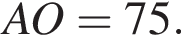 AO = 75.